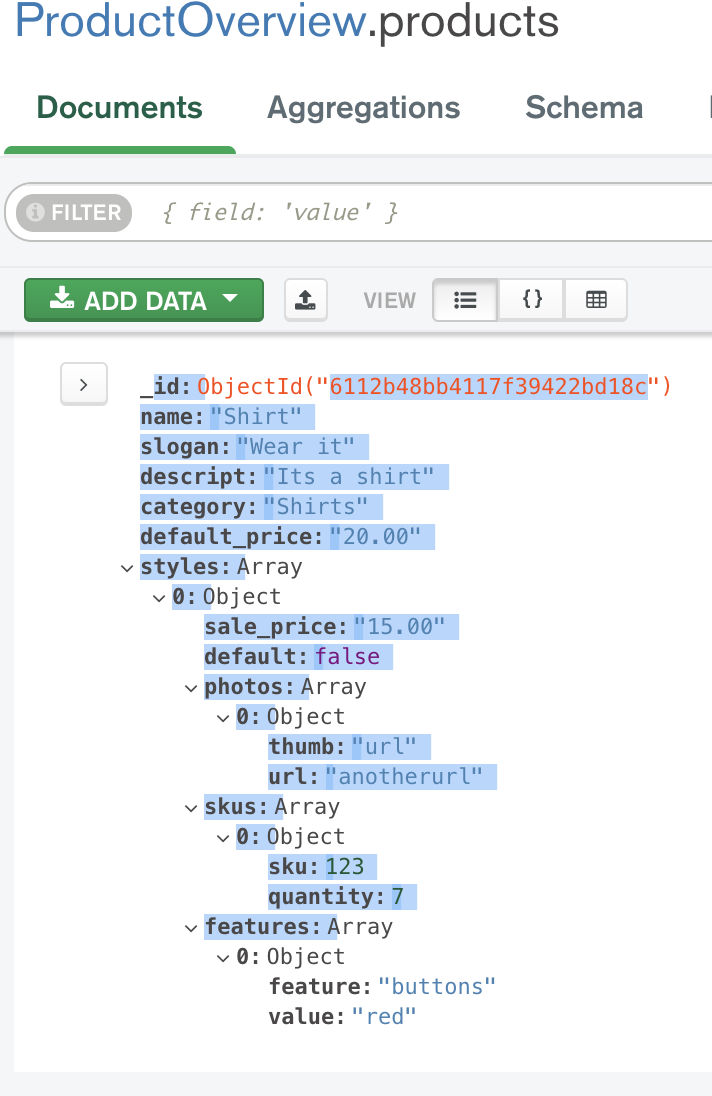 ProductOverview.products
Documents Aggregations Schema
FILTER { field: 'value' }
ADD DATA VIEW {}
_id: ObjectId("6112b48bb4117f39422bd18c")
name: "Shirt"
slogan: "Wear it"
descript: "Its a shirt"
category: "Shirts"
default_price: "20.00"
styles: Array
0: Object
sale_price: "15.00"
default: false
photos: Array
0: Object
thumb: "url"
url: "anotherurl"
skus: Array
0: Object
sku: 123
quantity: 7
features: Array
0: Object
feature: "buttons"
value: "red"